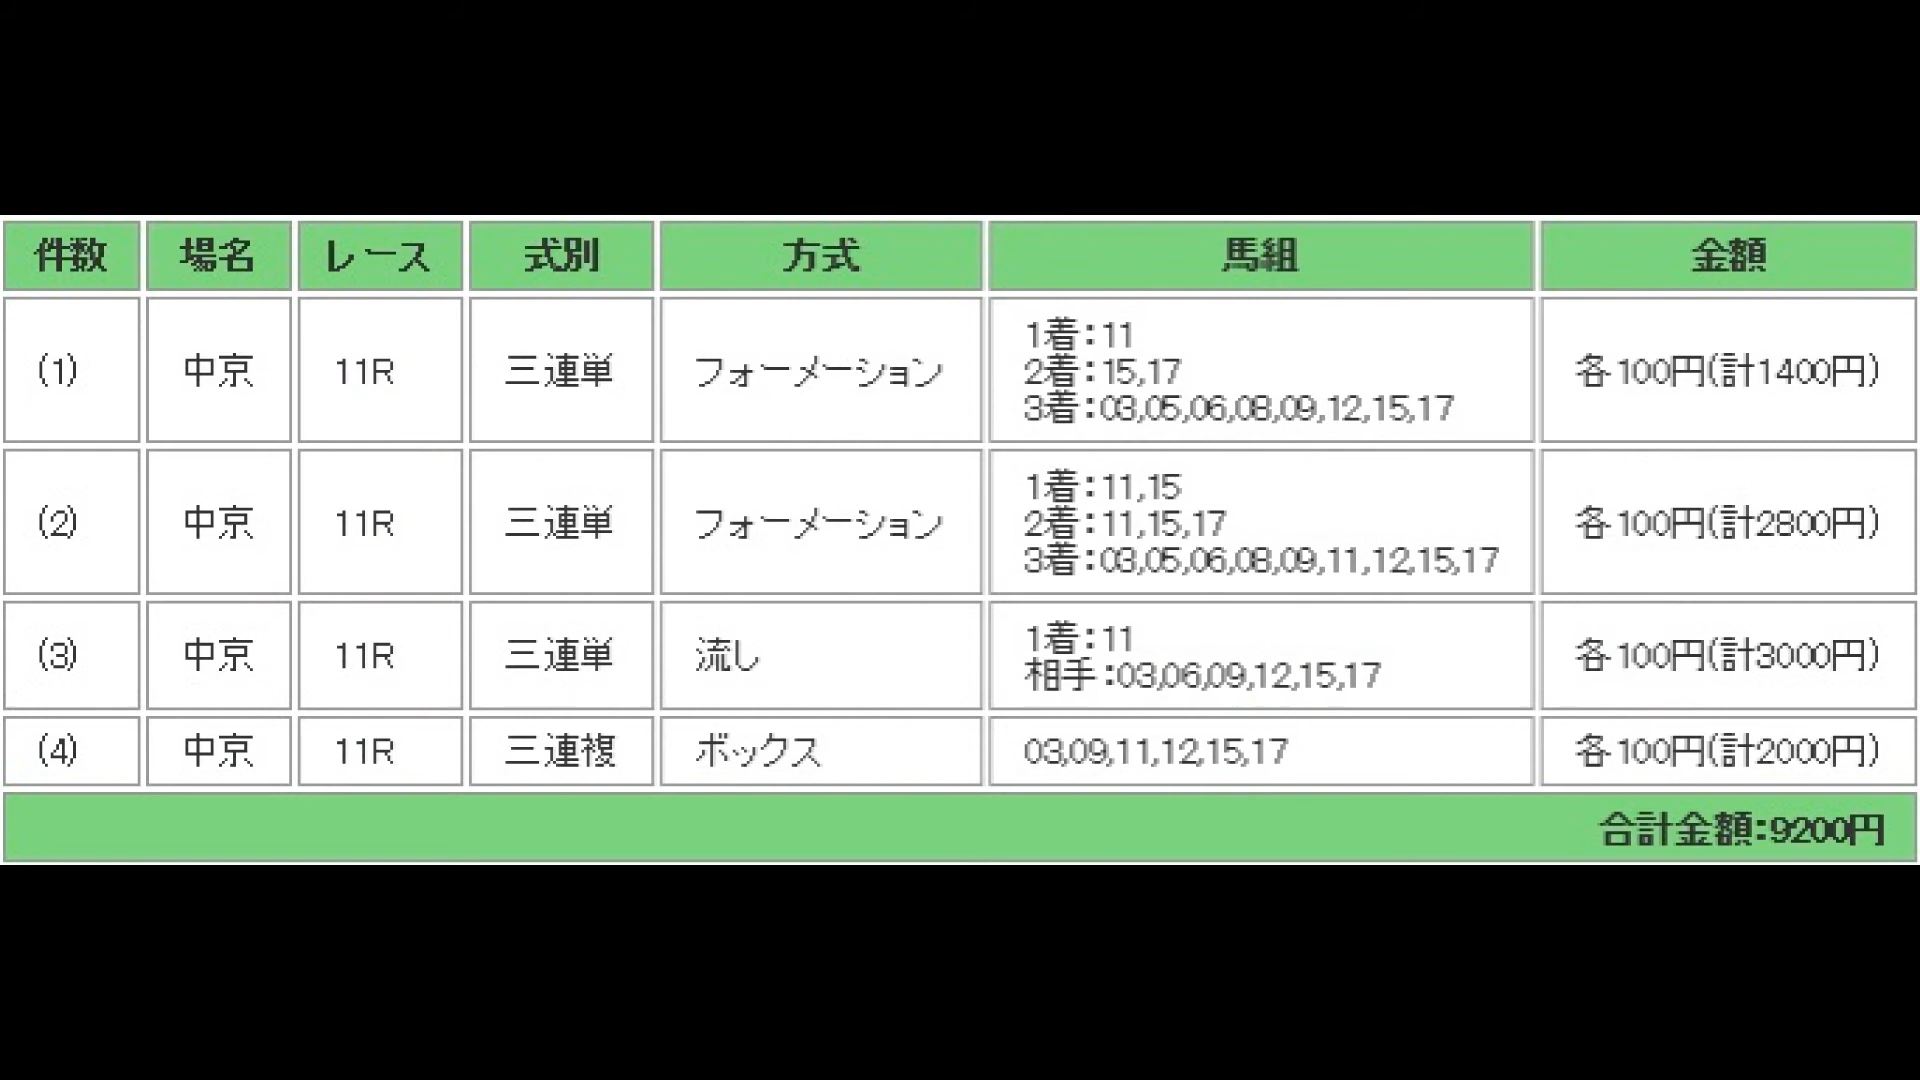 件数 場名 レース 式別 方式 馬組 金額
(1) 中京 11R 三連単 フォーメーション 1着:11
2着:15,17
3着:03,05,06,08,09,12,15,17 各100円(計1400円)
(2) 中京 11R 三連単 フォーメーション 1着:11,15
2着:11,15,17
3着:03,05,06,08,09,11,12,15,17 各100円(計2800円)
(3) 中京 11R 三連単 流し 1着:11
相手:03,06,09,12,15,17 各100円(計3000円)
(4) 中京 11R 三連複 ボックス 03,09,11,12,15,17 各100円(計2000円)
合計金額:9200円